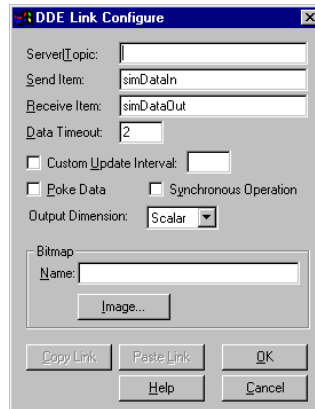 DDE Link Configure
Server|Topic:
Send Item: simDataIn
Receive Item: simDataOut
Data Timeout: 2
Custom Update Interval:
Poke Data Synchronous Operation
Output Dimension: Scalar
Bitmap
Name:
Image...
Copy Link Paste Link OK
Help Cancel